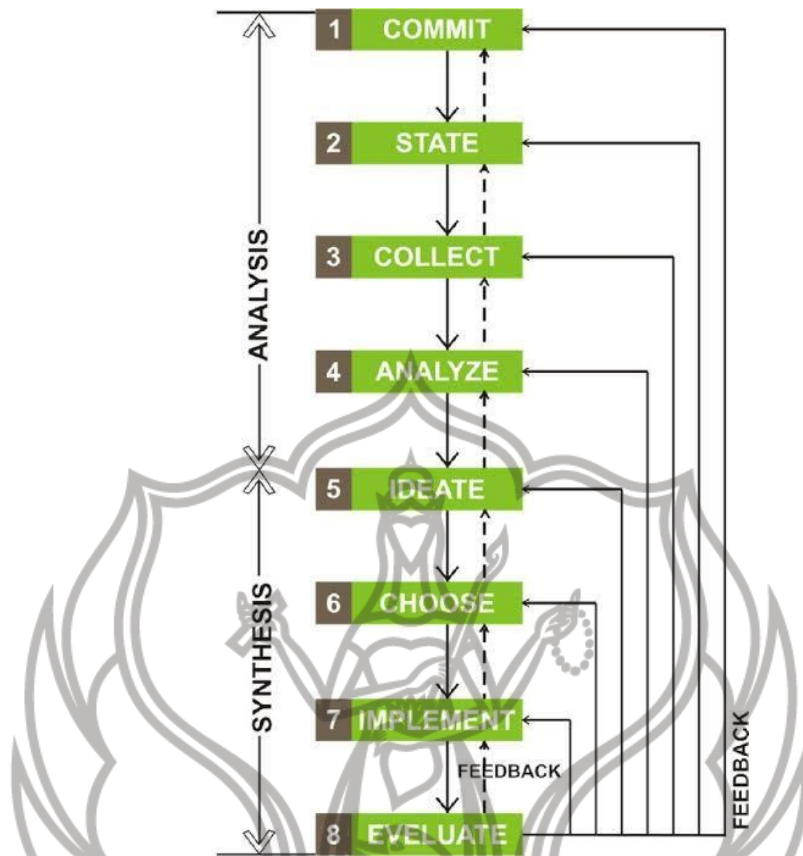 1 COMMIT
2 STATE
3 COLLECT
4 ANALYZE
5 IDEATE
6 CHOOSE
7 IMPLEMENT
FEEDBACK
8 EVELUATE
ANALYSIS
SYNTHESIS
FEEDBACK